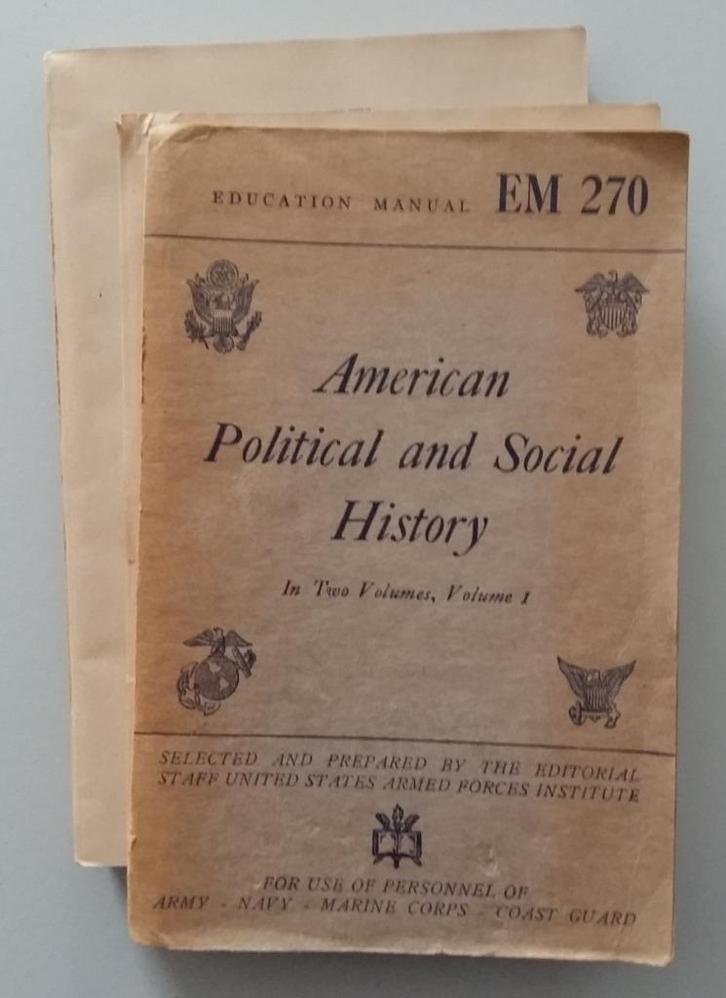 EDUCATION MANUAL EM 270
American
Political and Social
History
In Two Volumes, Volume 1
SELECTED AND PREPARED BY THE EDITORIAL
STAFF UNITED STATES ARMED FORCES INSTITUTE
FOR USE OF PERSONNEL OF
ARMY - NAVY - MARINE CORPS - COAST GUARD